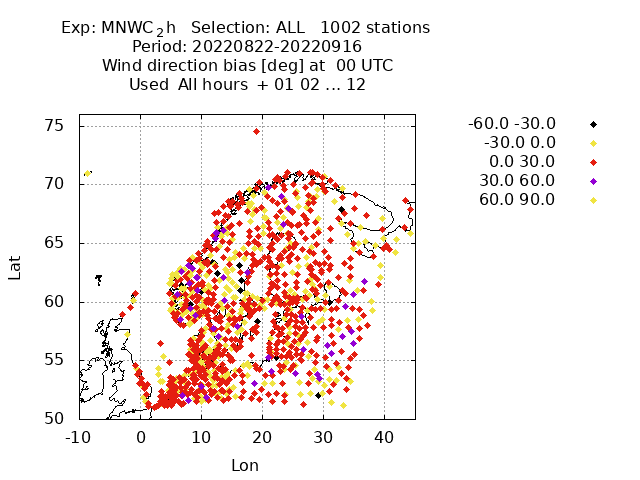 Exp: MNWC_2h Selection: ALL 1002 stations
Period: 20220822-20220916
Wind direction bias [deg] at 00 UTC
Used All hours + 01 02 ... 12
-60.0 -30.0
-30.0 0.0
0.0 30.0
30.0 60.0
60.0 90.0
75
70
65
60
55
50
Lat
-10 0 10 20 30 40
Lon